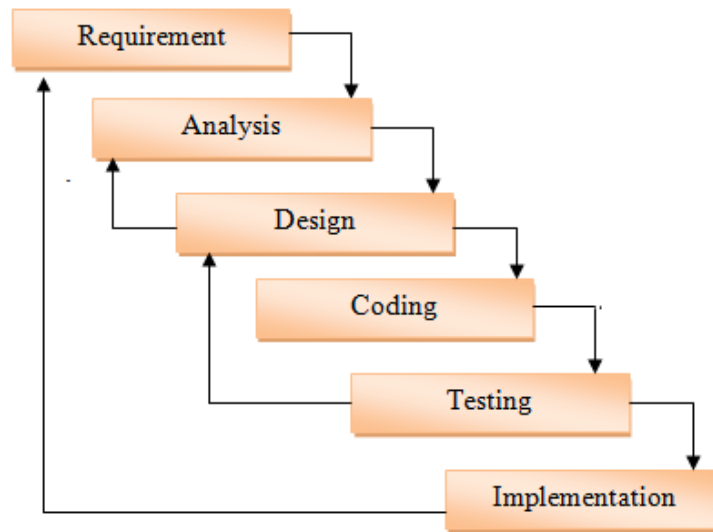 Requirement
Analysis
Design
Coding
Testing
Implementation